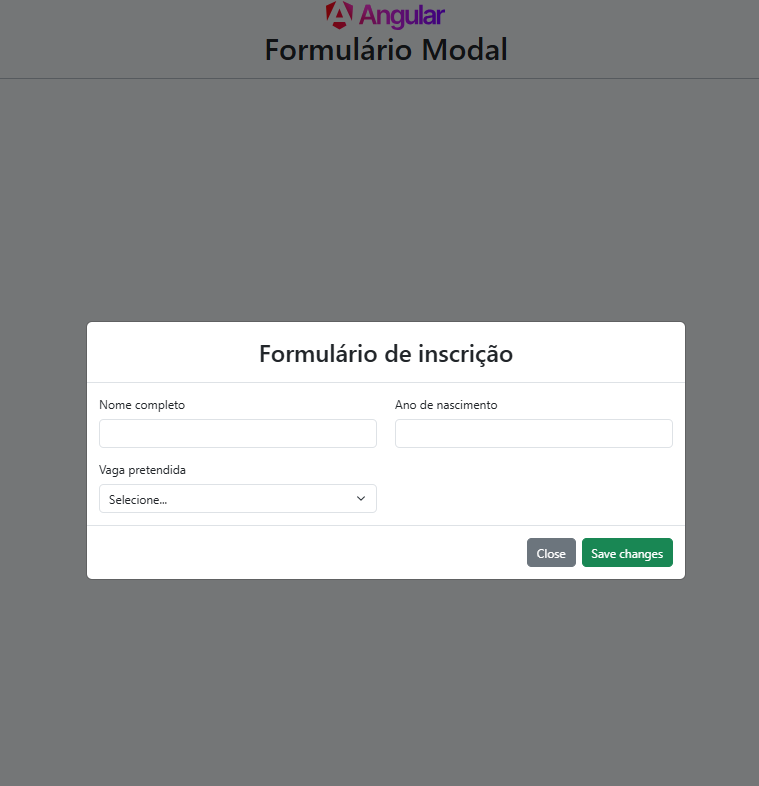 Angular
Formulário Modal
Formulário de inscrição
Nome completo
Ano de nascimento
Vaga pretendida
Selecione...
Close
Save changes